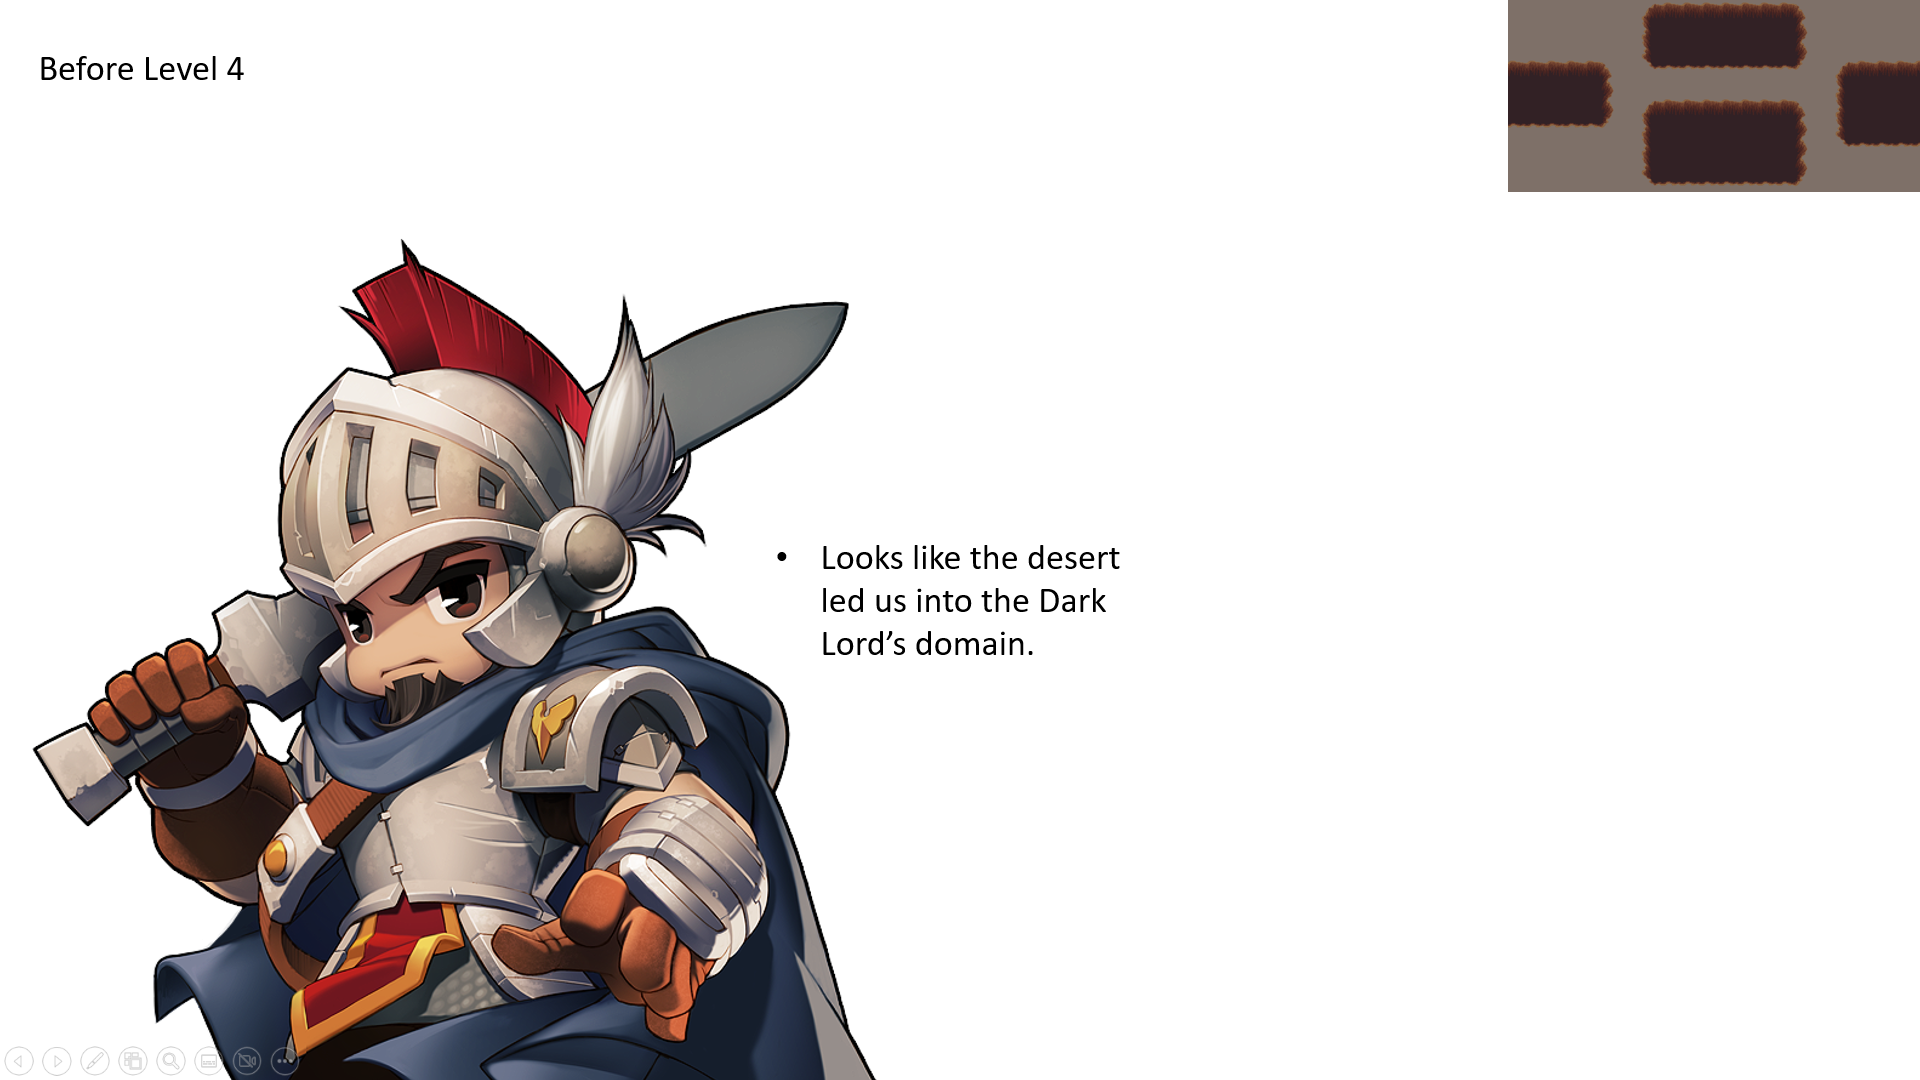 Before Level 4
• Looks like the desert
led us into the Dark
Lord’s domain.